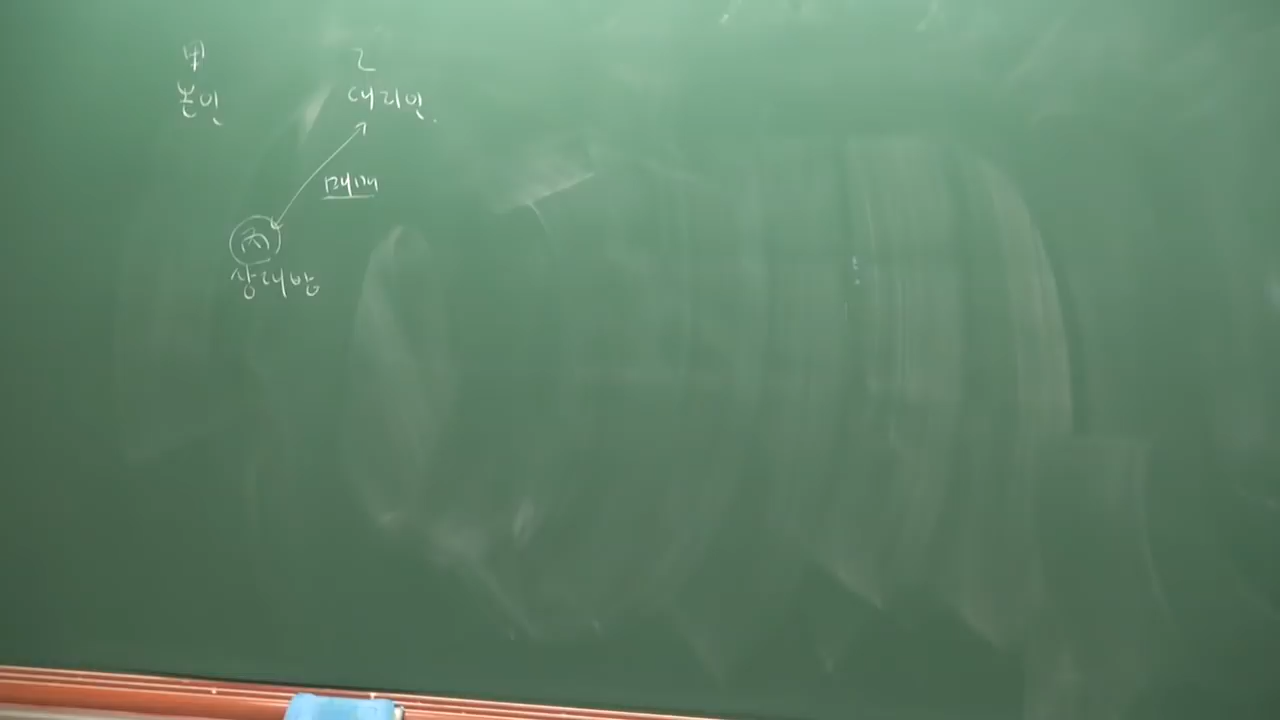 甲 乙
본인 대리인.
매매
丙
상대방